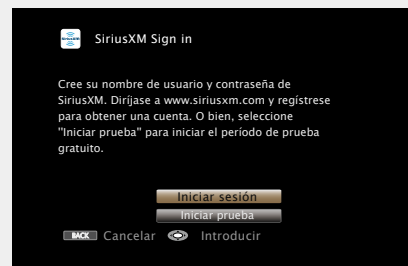 SiriusXM Sign in
Cree su nombre de usuario y contraseña de
SiriusXM. Diríjase a www.siriusxm.com y regístrese
para obtener una cuenta. O bien, seleccione
"Iniciar prueba" para iniciar el período de prueba
gratuito.
Iniciar sesión
Iniciar prueba
BACK Cancelar Introducir